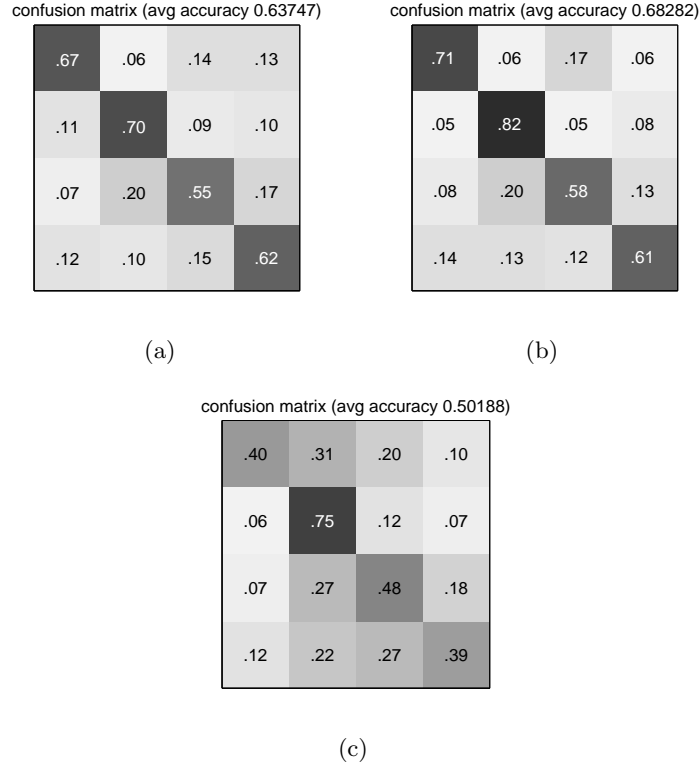 confusion matrix (avg accuracy 0.63747)
.67 .06 .14 .13
.11 .70 .09 .10
.07 .20 .55 .17
.12 .10 .15 .62
(a)
confusion matrix (avg accuracy 0.68282)
.71 .06 .17 .06
.05 .82 .05 .08
.08 .20 .58 .13
.14 .13 .12 .61
(b)
confusion matrix (avg accuracy 0.50188)
.40 .31 .20 .10
.06 .75 .12 .07
.07 .27 .48 .18
.12 .22 .27 .39
(c)